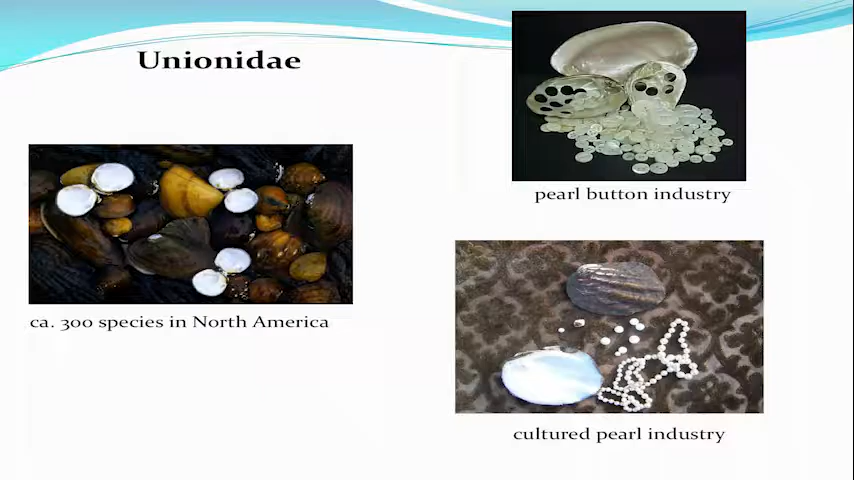 Unionidae
pearl button industry
ca. 300 species in North America
cultured pearl industry